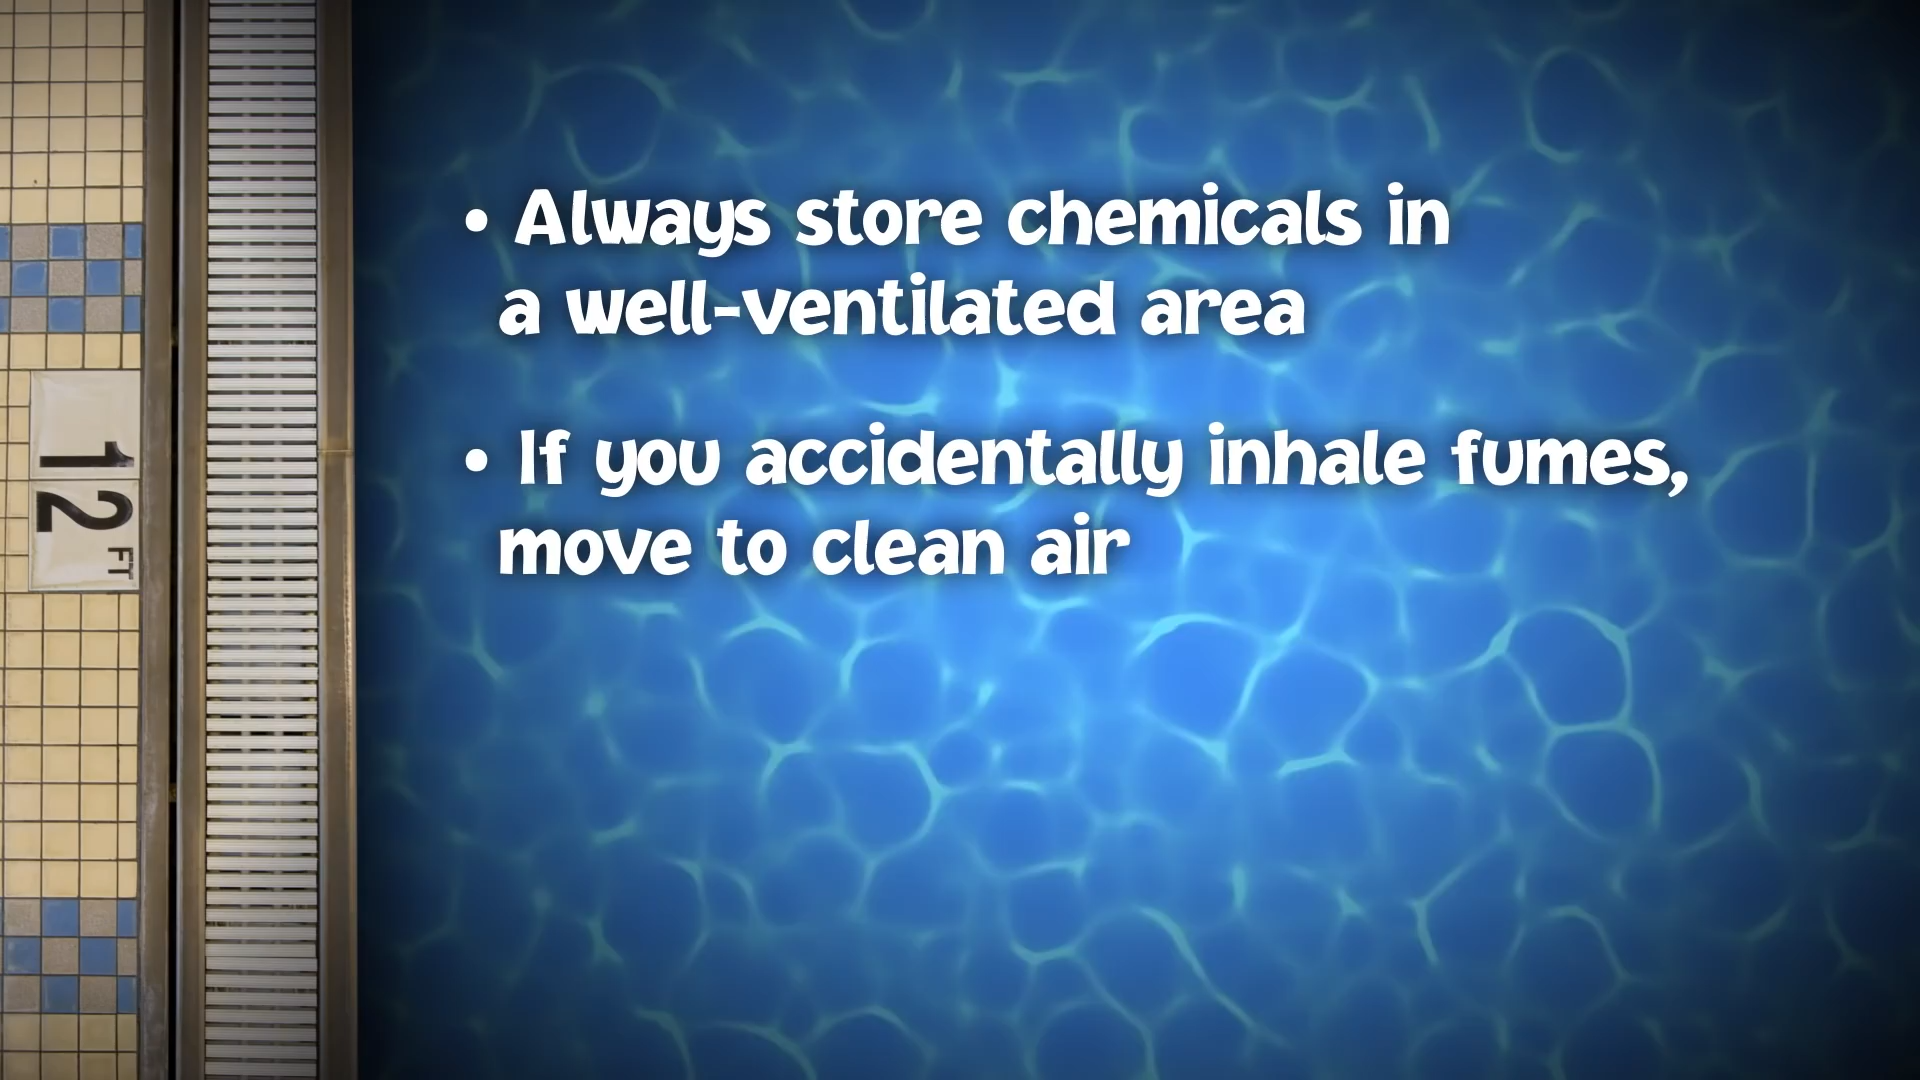 • Always store chemicals in
a well-ventilated area
• If you accidentally inhale fumes,
move to clean air
12
FT